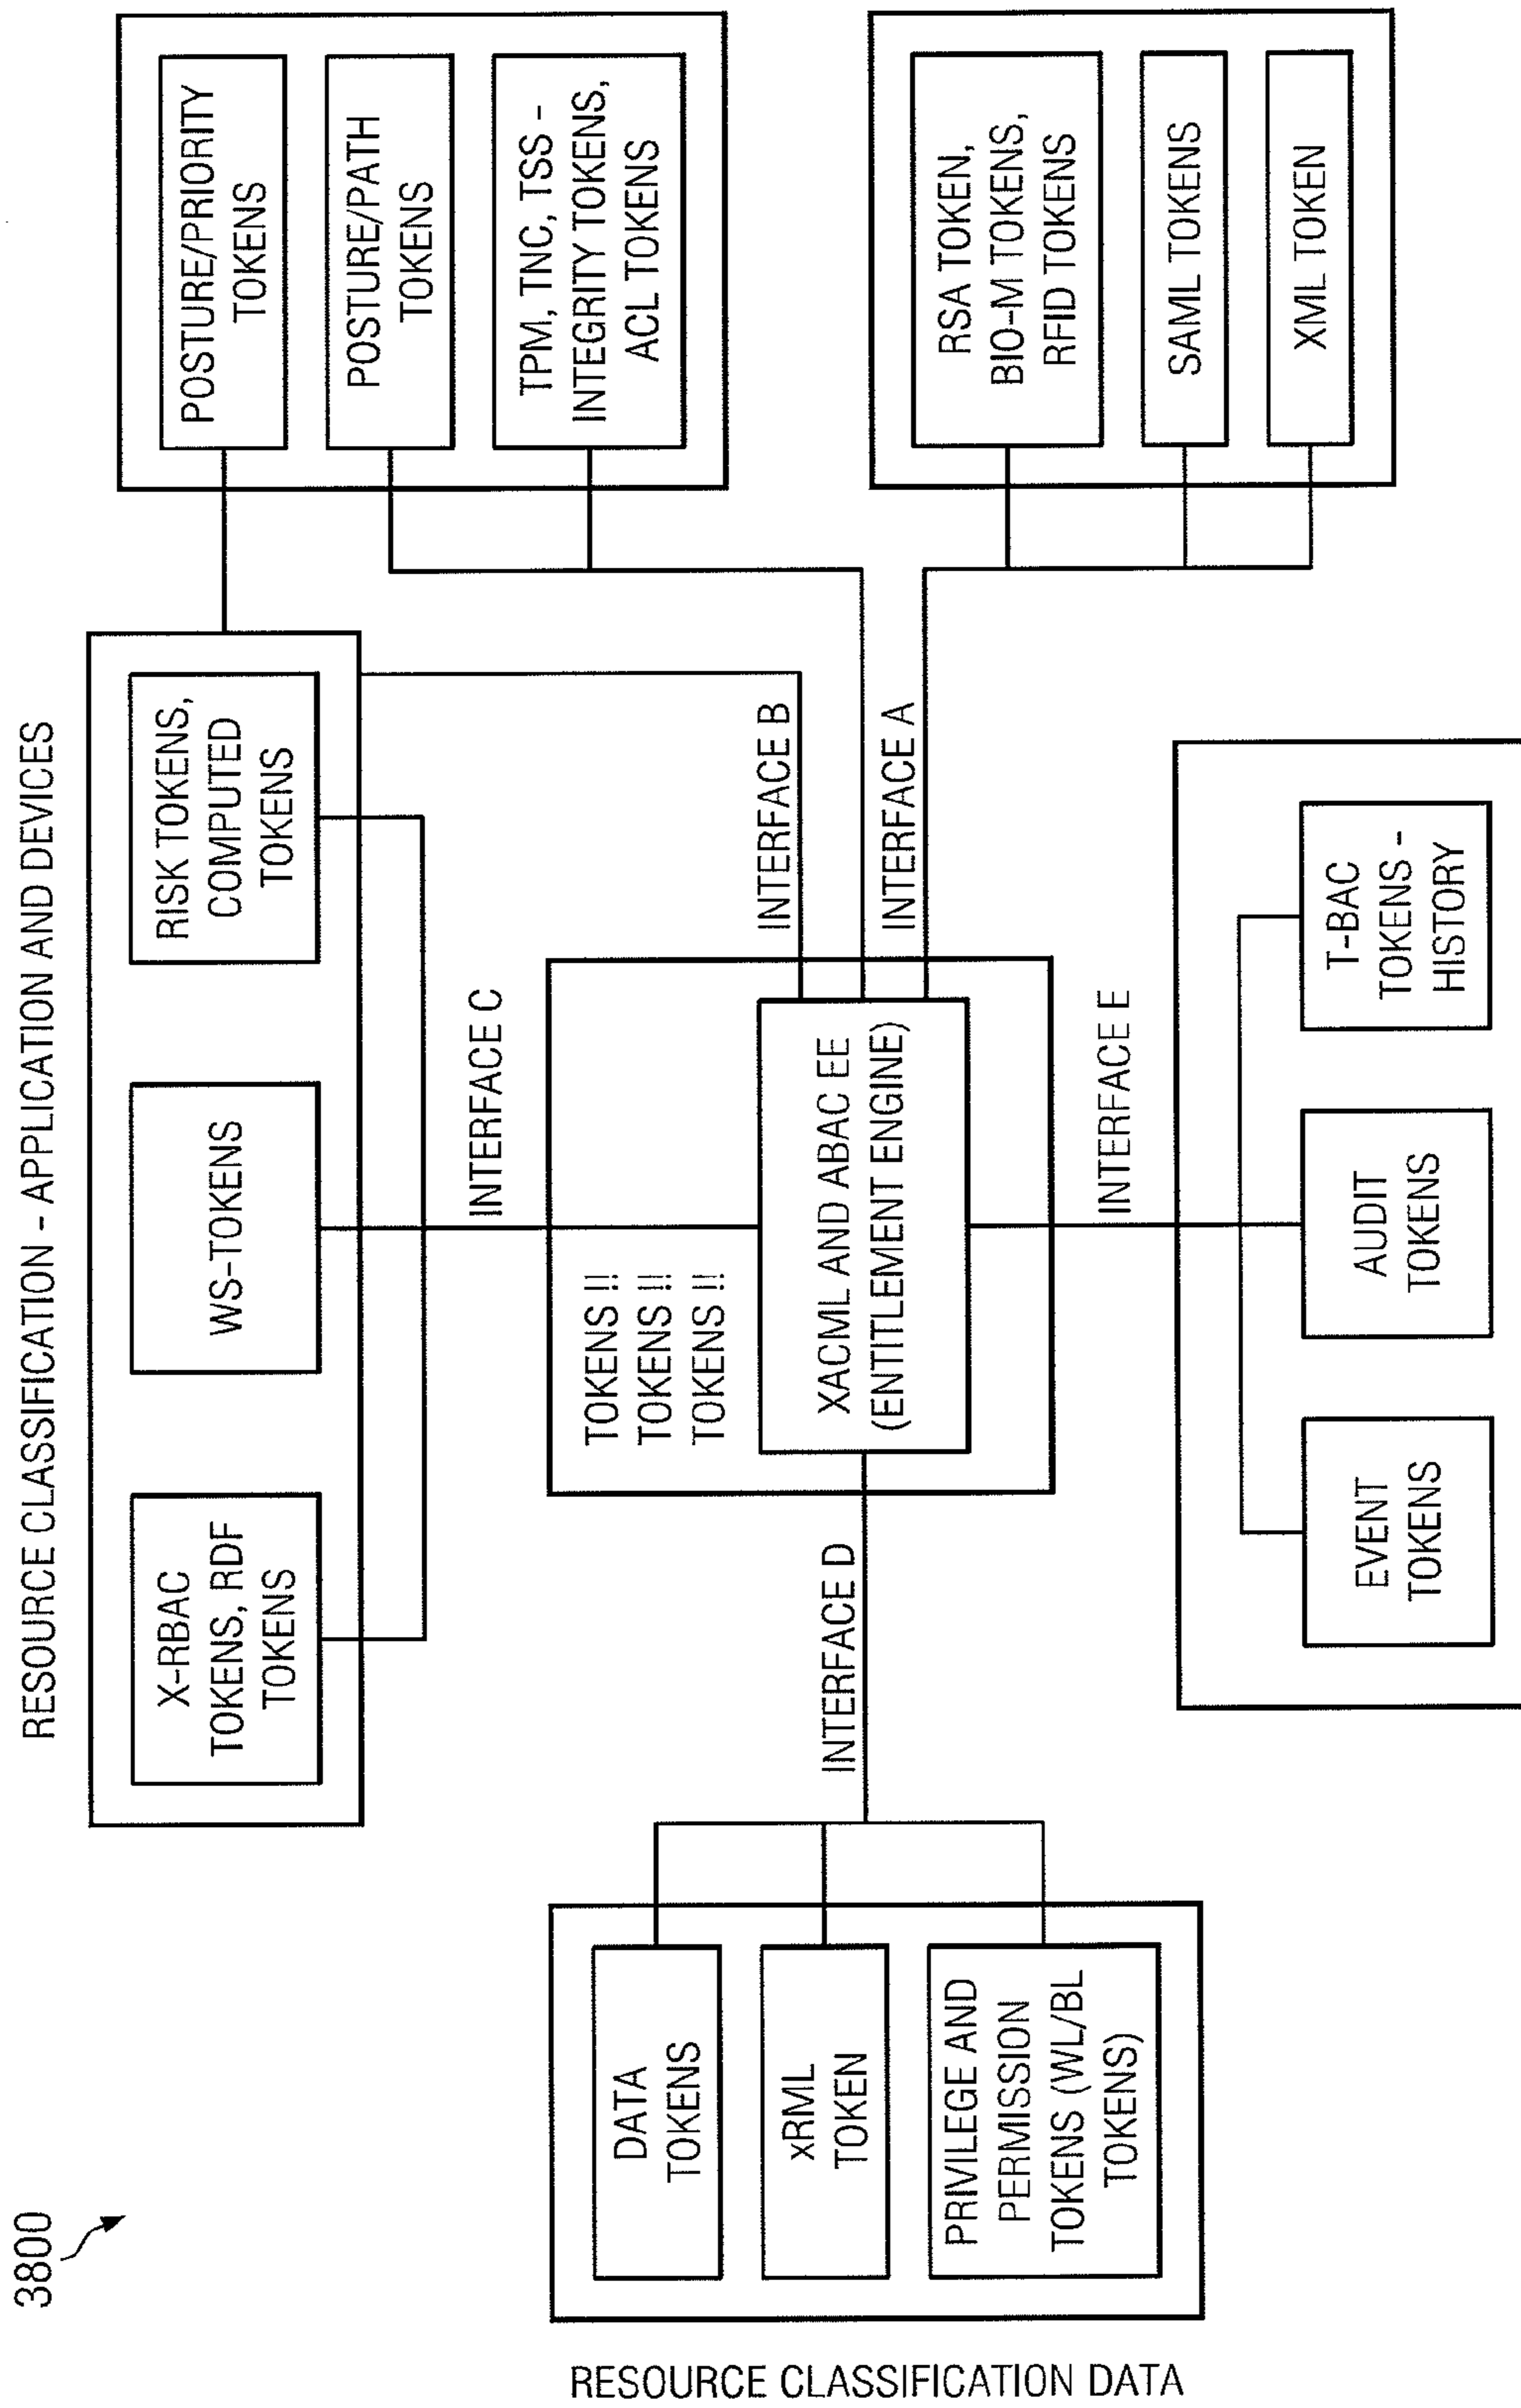 3800
RESOURCE CLASSIFICATION - APPLICATION AND DEVICES
X-RBAC
TOKENS, RDF
TOKENS
WS-TOKENS
RISK TOKENS,
COMPUTED
TOKENS
POSTURE/PRIORITY
TOKENS
POSTURE/PATH
TOKENS
TPM, TNC, TSS -
INTEGRITY TOKENS,
ACL TOKENS
INTERFACE C
INTERFACE B
INTERFACE A
RESOURCE CLASSIFICATION DATA
DATA
TOKENS
xRML
TOKEN
PRIVILEGE AND
PERMISSION
TOKENS (WL/BL
TOKENS)
INTERFACE D
TOKENS !!
TOKENS !!
TOKENS !!
XACML AND ABAC EE
(ENTITLEMENT ENGINE)
RSA TOKEN,
BIO-M TOKENS,
RFID TOKENS
SAML TOKENS
XML TOKEN
INTERFACE E
EVENT
TOKENS
AUDIT
TOKENS
T-BAC
TOKENS -
HISTORY